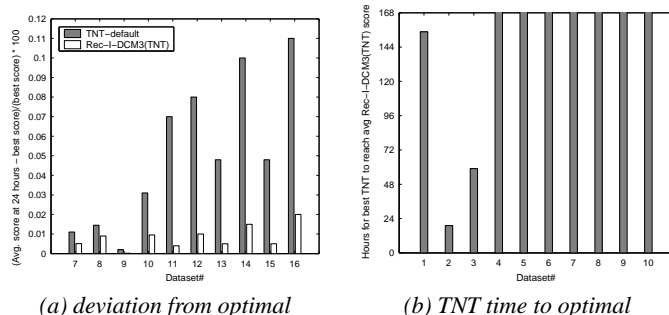 (Avg. score at 24 hours − best score)/(best score) * 100
0.12
0.11
0.1
0.09
0.08
0.07
0.06
0.05
0.04
0.03
0.02
0.01
0
TNT−default
Rec−I−DCM3(TNT)
7 8 9 10 11 12 13 14 15 16
Dataset#
(a) deviation from optimal
Hours for best TNT to reach avg Rec−I−DCM3(TNT) score
168
144
120
96
72
48
24
0
1 2 3 4 5 6 7 8 9 10
Dataset#
(b) TNT time to optimal